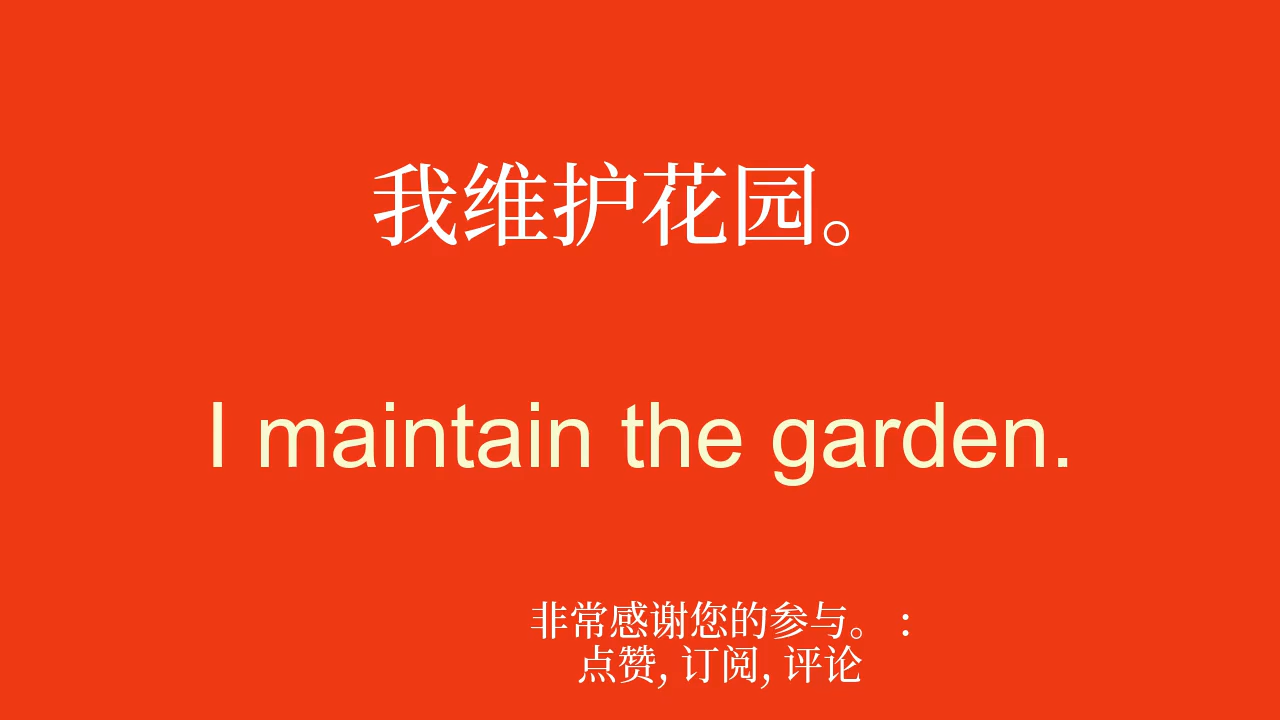 我维护花园。
I maintain the garden.
非常感谢您的参与。 :
点赞, 订阅, 评论